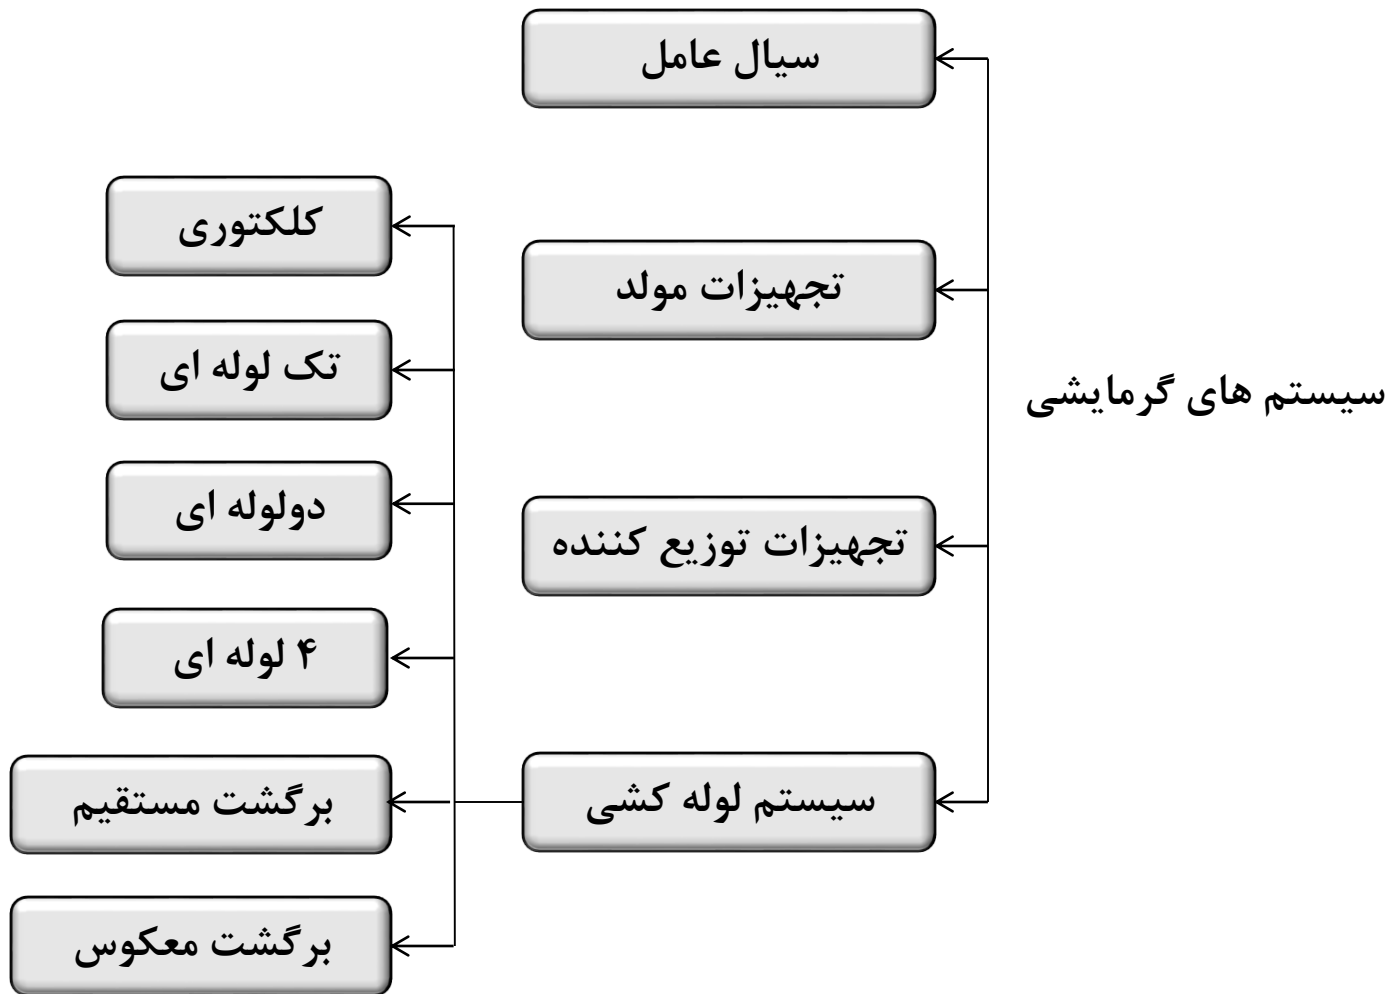 سیستم های گرمایشی
سیال عامل
تجهیزات مولد
تجهیزات توزیع کننده
سیستم لوله کشی
کلکتوری
تک لوله ای
دولوله ای
۴ لوله ای
برگشت مستقیم
برگشت معکوس